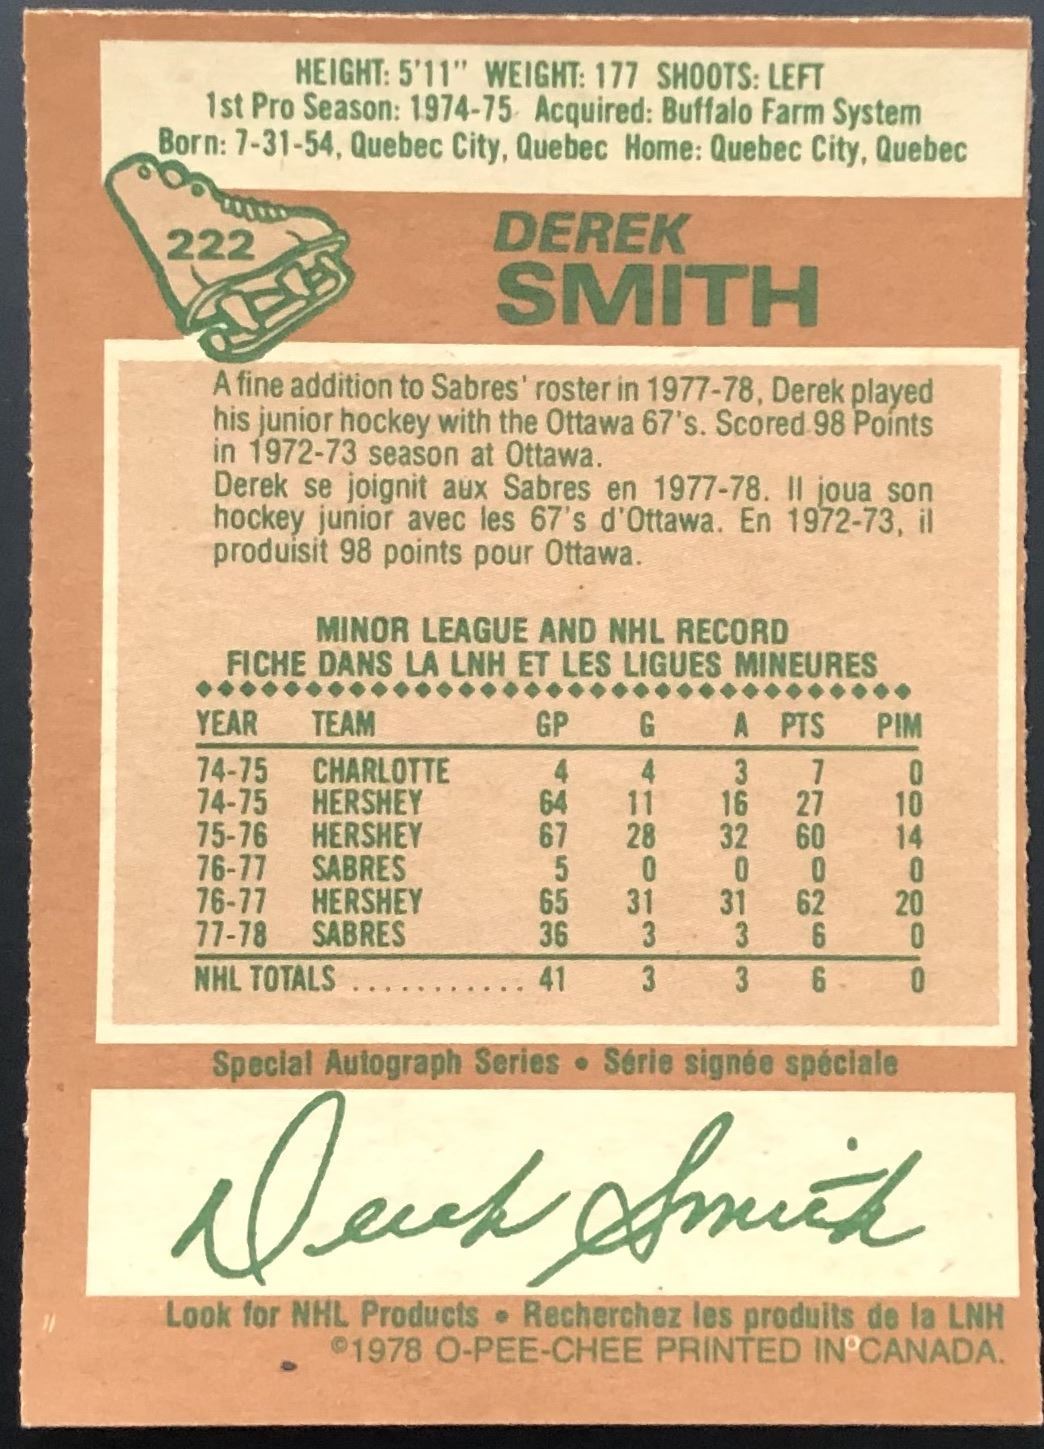 HEIGHT: 5'11" WEIGHT: 177 SHOOTS: LEFT
1st Pro Season: 1974-75 Acquired: Buffalo Farm System
Born: 7-31-54, Quebec City, Quebec Home: Quebec City, Quebec
222
DEREK
SMITH
A fine addition to Sabres' roster in 1977-78, Derek played
his junior hockey with the Ottawa 67's. Scored 98 Points
in 1972-73 season at Ottawa.
Derek se joignit aux Sabres en 1977-78. Il joua son
hockey junior avec les 67's d'Ottawa. En 1972-73, il
produisit 98 points pour Ottawa.
MINOR LEAGUE AND NHL RECORD
FICHE DANS LA LNH ET LES LIGUES MINEURES
YEAR TEAM GP G A PTS PIM
74-75 CHARLOTTE 4 4 3 7 0
74-75 HERSHEY 64 11 16 27 10
75-76 HERSHEY 67 28 32 60 14
76-77 SABRES 5 0 0 0 0
76-77 HERSHEY 65 31 31 62 20
77-78 SABRES 36 3 3 6 0
NHL TOTALS ............ 41 3 3 6 0
Special Autograph Series • Série signée spéciale
Derek Smith
Look for NHL Products • Recherchez les produits de la LNH
©1978 O-PEE-CHEE PRINTED IN CANADA.